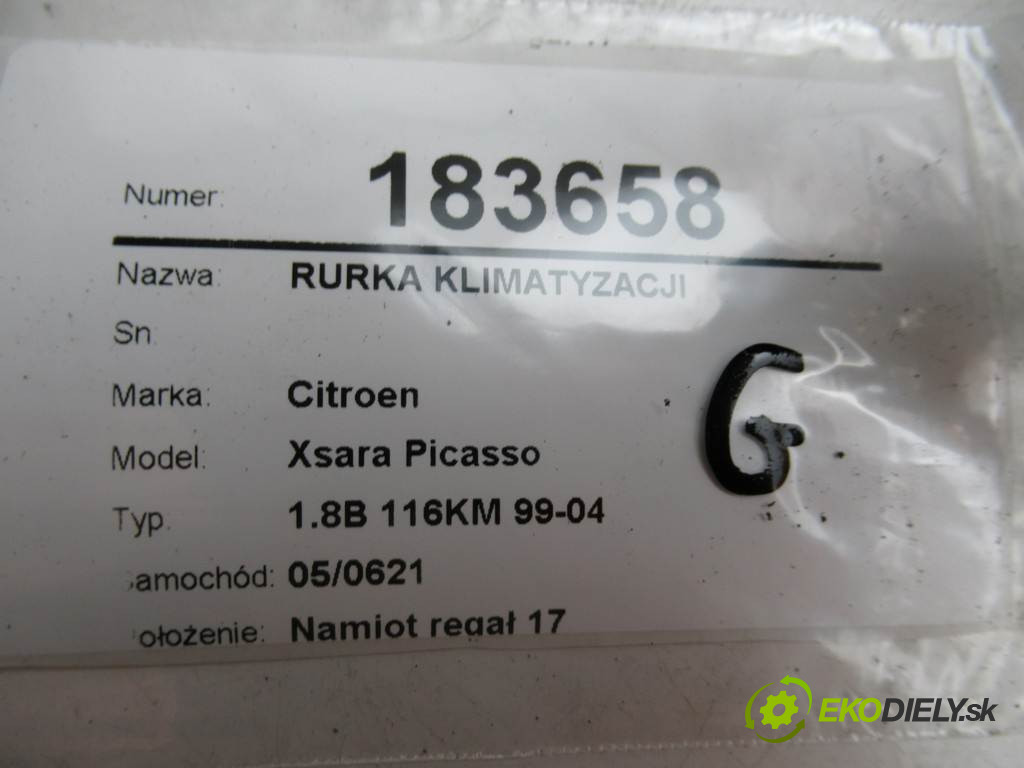 Numer: 183658
Nazwa: RURKA KLIMATYZACJI
Sn
Marka: Citroen
Model: Xsara Picasso
Typ. 1.8B 116KM 99-04
amochód: 05/0621
ołożenie: Namiot regał 17
G
EKODIELY.sk